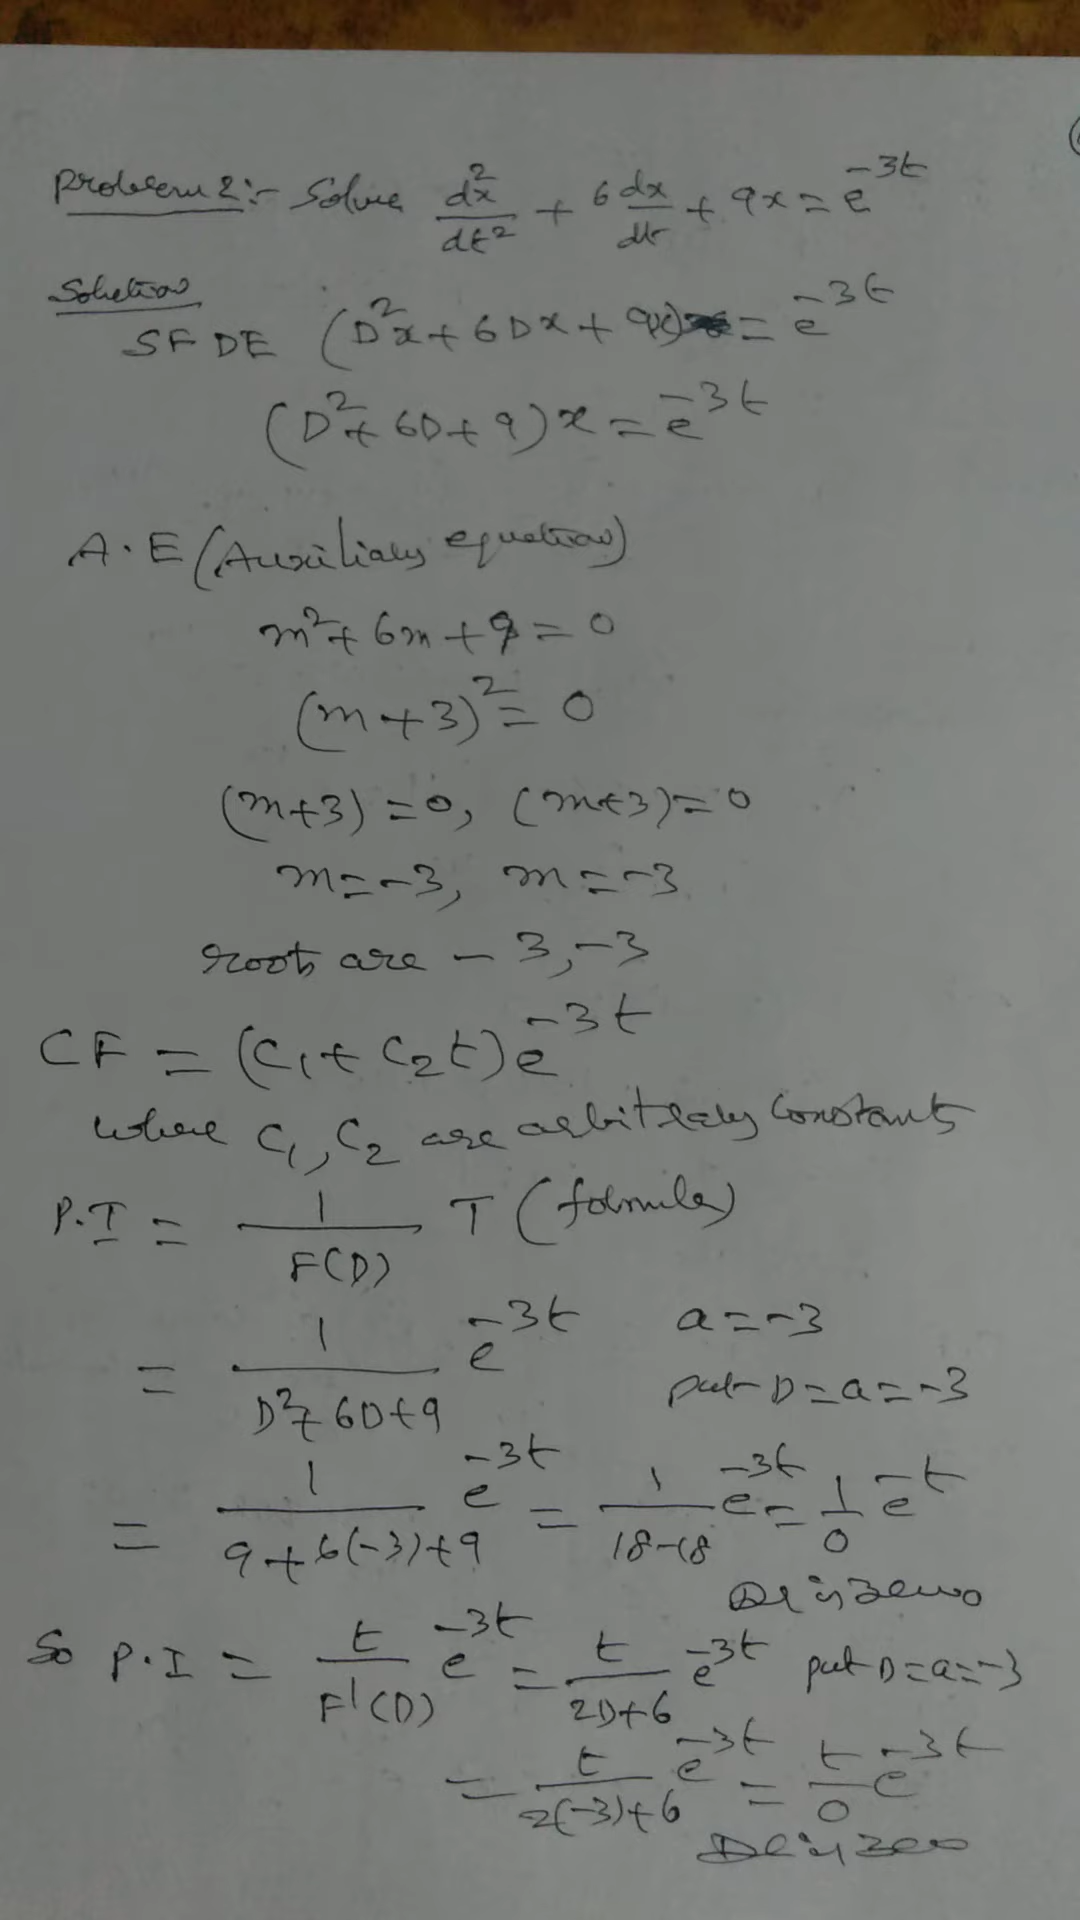 Problem 2:- Solve d²x/dt² + 6 dx/dt + 9x = e^-3t
Solution
SF DE (D²x + 6Dx + 9x) = e^-3t
(D² + 6D + 9)x = e^-3t
A.E (Auxiliary equation)
m² + 6m + 9 = 0
(m+3)² = 0
(m+3) = 0, (m+3) = 0
m = -3, m = -3
roots are -3, -3
CF = (C₁ + C₂t) e^-3t
where C₁, C₂ are arbitrary Constants
P.I = 1/F(D) T (formula)
= 1/(D² + 6D + 9) e^-3t a = -3
put D = a = -3
= 1/(9 + 6(-3) + 9) e^-3t = 1/(18-18) e^-3t = 1/0 e^-t
Dr is zero
So P.I = t/F'(D) e^-3t = t/(2D+6) e^-3t put D = a = -3
= t/(2(-3)+6) e^-3t = t/0 e^-3t
Dr is zero